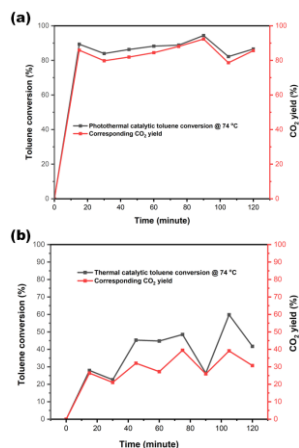 (a)
100
80
60
40
20
0
100
80
60
40
20
0
Toluene conversion (%)
CO₂ yield (%)
Photothermal catalytic toluene conversion @ 74 °C
Corresponding CO₂ yield
0 20 40 60 80 100 120
Time (minute)
(b)
100
90
80
70
60
50
40
30
20
10
0
100
90
80
70
60
50
40
30
20
10
0
Toluene conversion (%)
CO₂ yield (%)
Thermal catalytic toluene conversion @ 74 °C
Corresponding CO₂ yield
0 20 40 60 80 100 120
Time (minute)